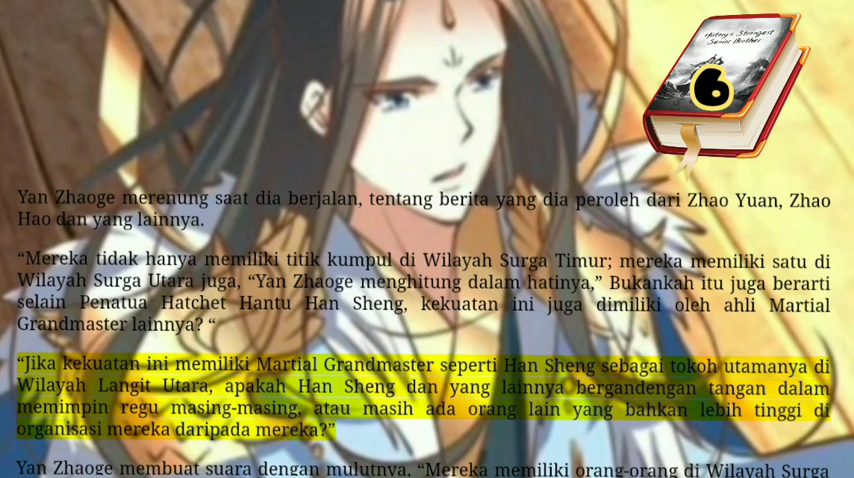 History's Strongest
Senior Brother
6
Yan Zhaoge merenung saat dia berjalan, tentang berita yang dia peroleh dari Zhao Yuan, Zhao
Hao dan yang lainnya.
“Mereka tidak hanya memiliki titik kumpul di Wilayah Surga Timur; mereka memiliki satu di
Wilayah Surga Utara juga, “Yan Zhaoge menghitung dalam hatinya,” Bukankah itu juga berarti
selain Penatua Hatchet Hantu Han Sheng, kekuatan ini juga dimiliki oleh ahli Martial
Grandmaster lainnya? “
“Jika kekuatan ini memiliki Martial Grandmaster seperti Han Sheng sebagai tokoh utamanya di
Wilayah Langit Utara, apakah Han Sheng dan yang lainnya bergandengan tangan dalam
memimpin regu masing-masing, atau masih ada orang lain yang bahkan lebih tinggi di
organisasi mereka daripada mereka?”
Yan Zhaoge membuat suara dengan mulutnya, “Mereka memiliki orang-orang di Wilayah Surga